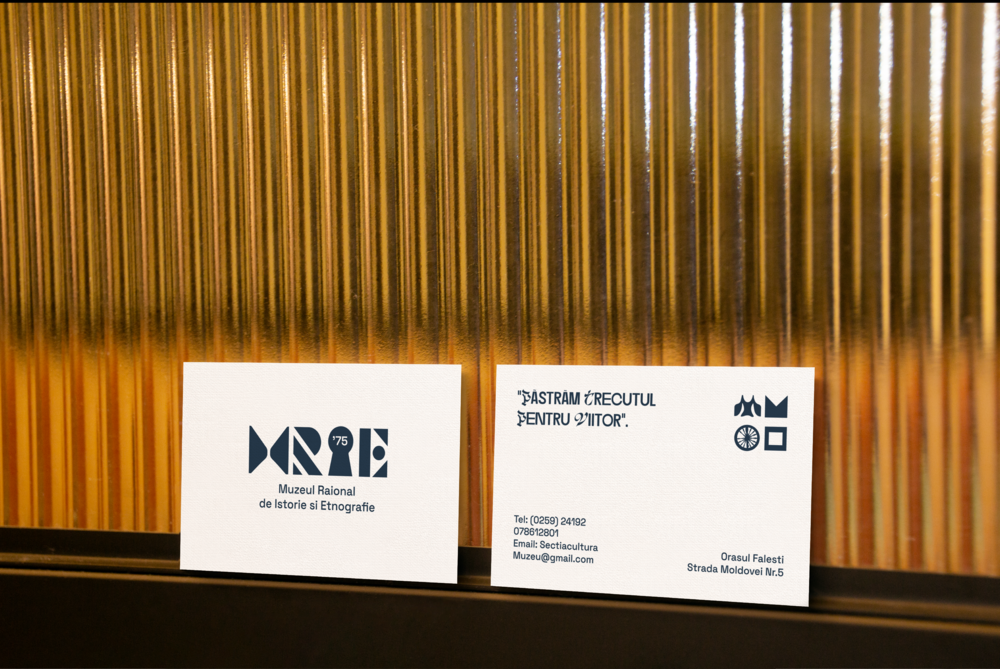 MRIE
'75
Muzeul Raional
de Istorie si Etnografie
"PĂSTRĂM TRECUTUL
PENTRU VIITOR".
Tel: (0259) 24192
078612801
Email: Sectiacultura
Muzeu@gmail.com
Orasul Falesti
Strada Moldovei Nr.5